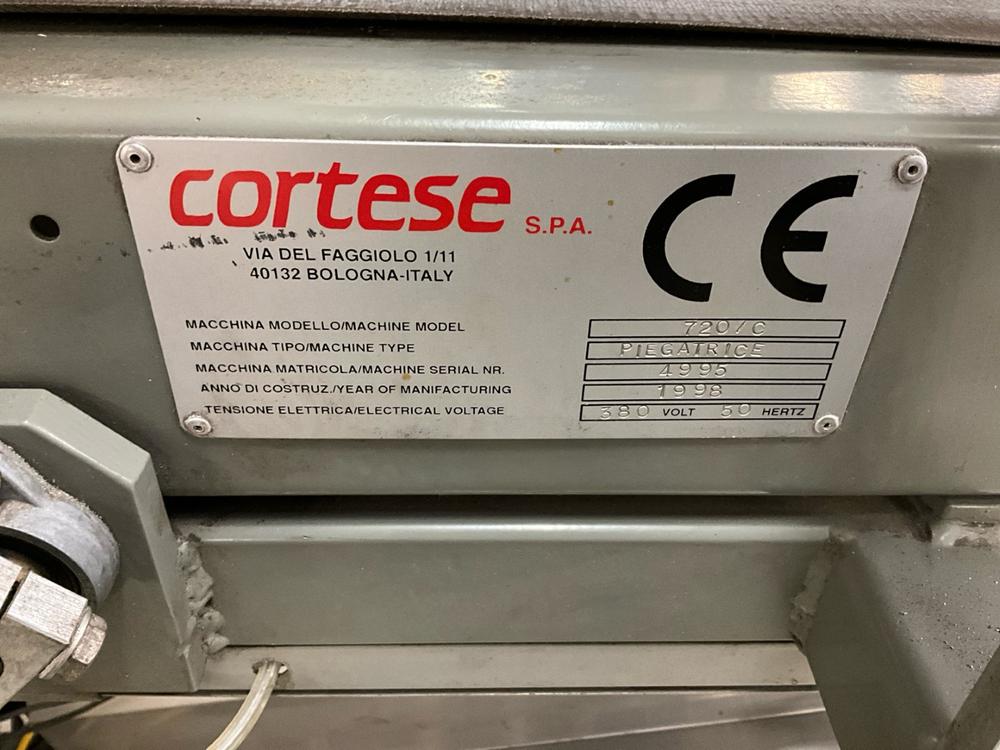 cortese S.P.A.
VIA DEL FAGGIOLO 1/11
40132 BOLOGNA-ITALY
CE
MACCHINA MODELLO/MACHINE MODEL 720/C
MACCHINA TIPO/MACHINE TYPE PIEGATRICE
MACCHINA MATRICOLA/MACHINE SERIAL NR. 4995
ANNO DI COSTRUZ./YEAR OF MANIFACTURING 1998
TENSIONE ELETTRICA/ELECTRICAL VOLTAGE 380 VOLT 50 HERTZ